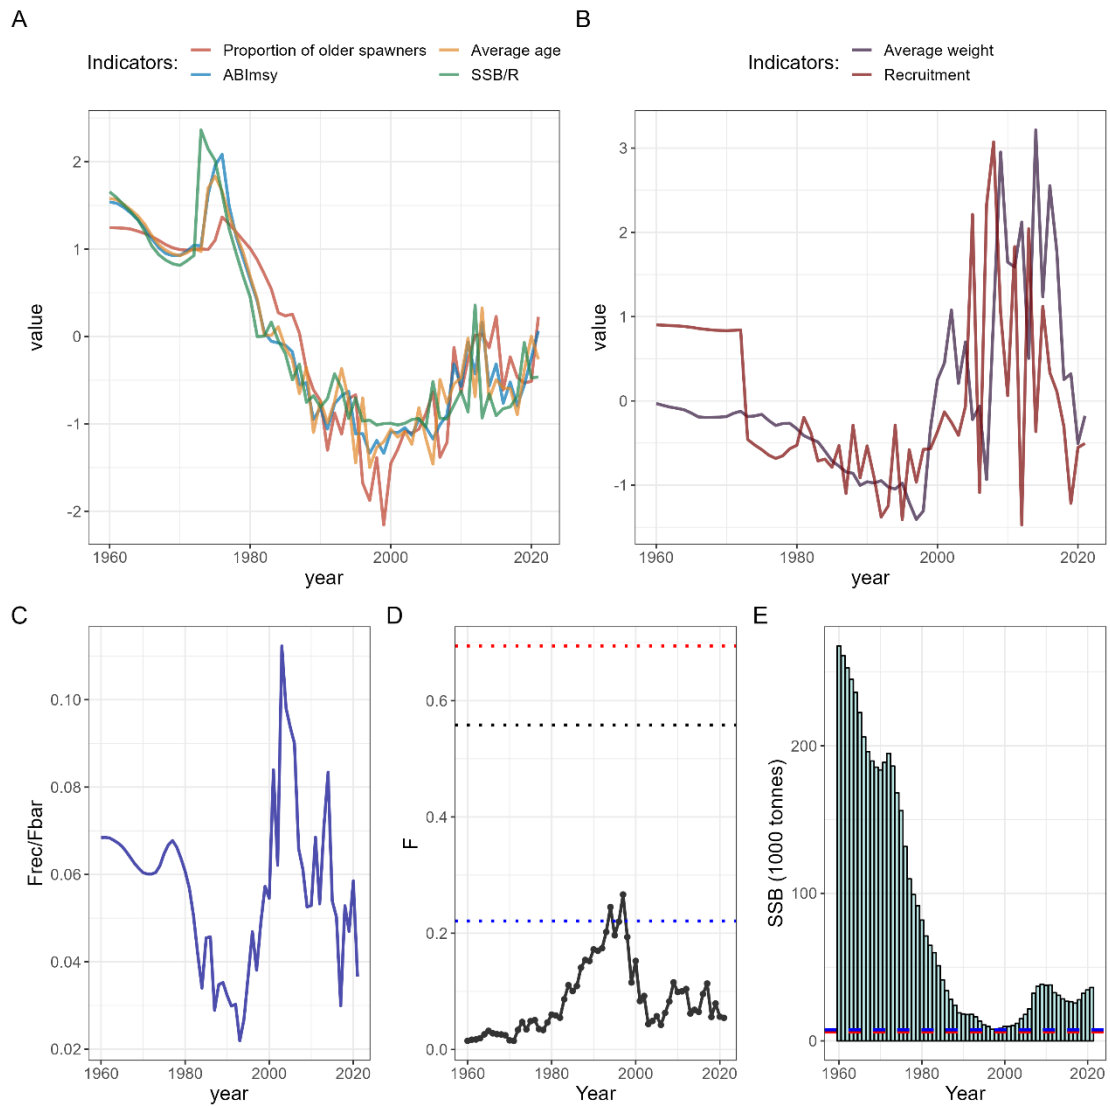 A
Indicators:
Proportion of older spawners
Average age
ABImsy
SSB/R
value
2
1
0
-1
-2
1960
1980
2000
2020
year
B
Indicators:
Average weight
Recruitment
value
3
2
1
0
-1
1960
1980
2000
2020
year
C
Frec/Fbar
0.10
0.08
0.06
0.04
0.02
1960
1980
2000
2020
year
D
F
0.6
0.4
0.2
0.0
1960
1980
2000
2020
Year
E
SSB (1000 tonnes)
200
100
0
1960
1980
2000
2020
Year